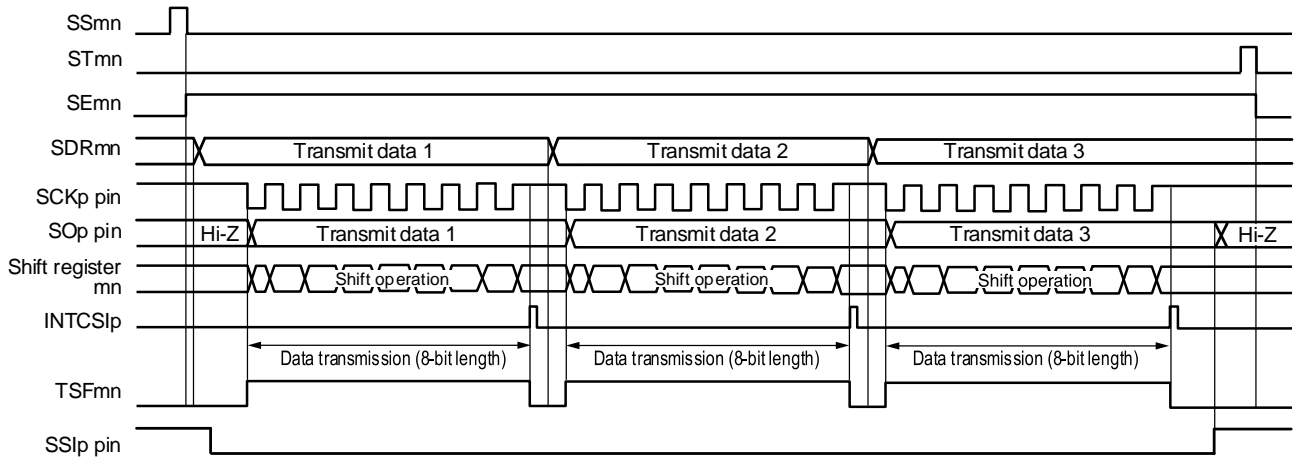 SSmn
STmn
SEmn
SDRmn Transmit data 1 Transmit data 2 Transmit data 3
SCKp pin
SOp pin Hi-Z Transmit data 1 Transmit data 2 Transmit data 3 Hi-Z
Shift register
mn Shift operation Shift operation Shift operation
INTCSIp
Data transmission (8-bit length) Data transmission (8-bit length) Data transmission (8-bit length)
TSFmn
SSIp pin